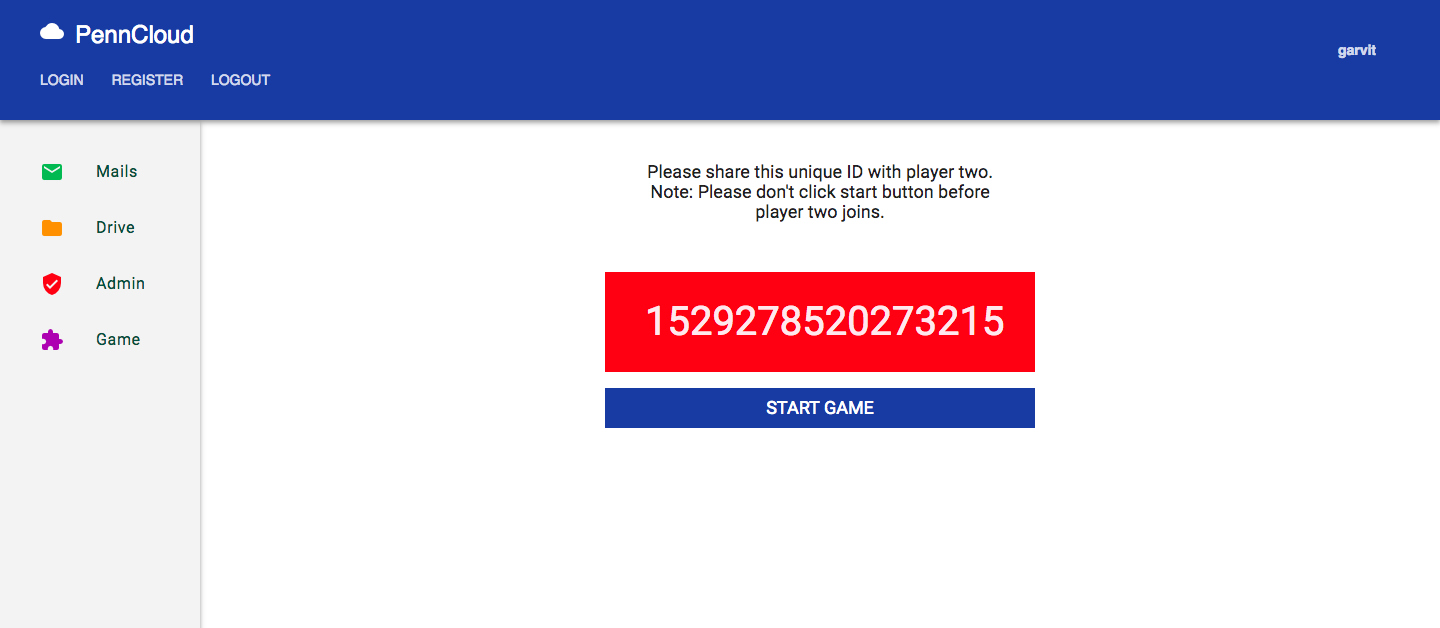 PennCloud
garvit
LOGIN REGISTER LOGOUT
Mails
Drive
Admin
Game
Please share this unique ID with player two.
Note: Please don't click start button before
player two joins.
1529278520273215
START GAME